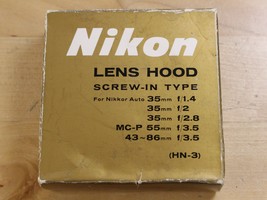 Nikon
LENS HOOD
SCREW-IN TYPE
For Nikkor Auto 35mm f/1.4
35mm f/2
35mm f/2.8
MC-P 55mm f/3.5
43~86mm f/3.5
(HN-3)